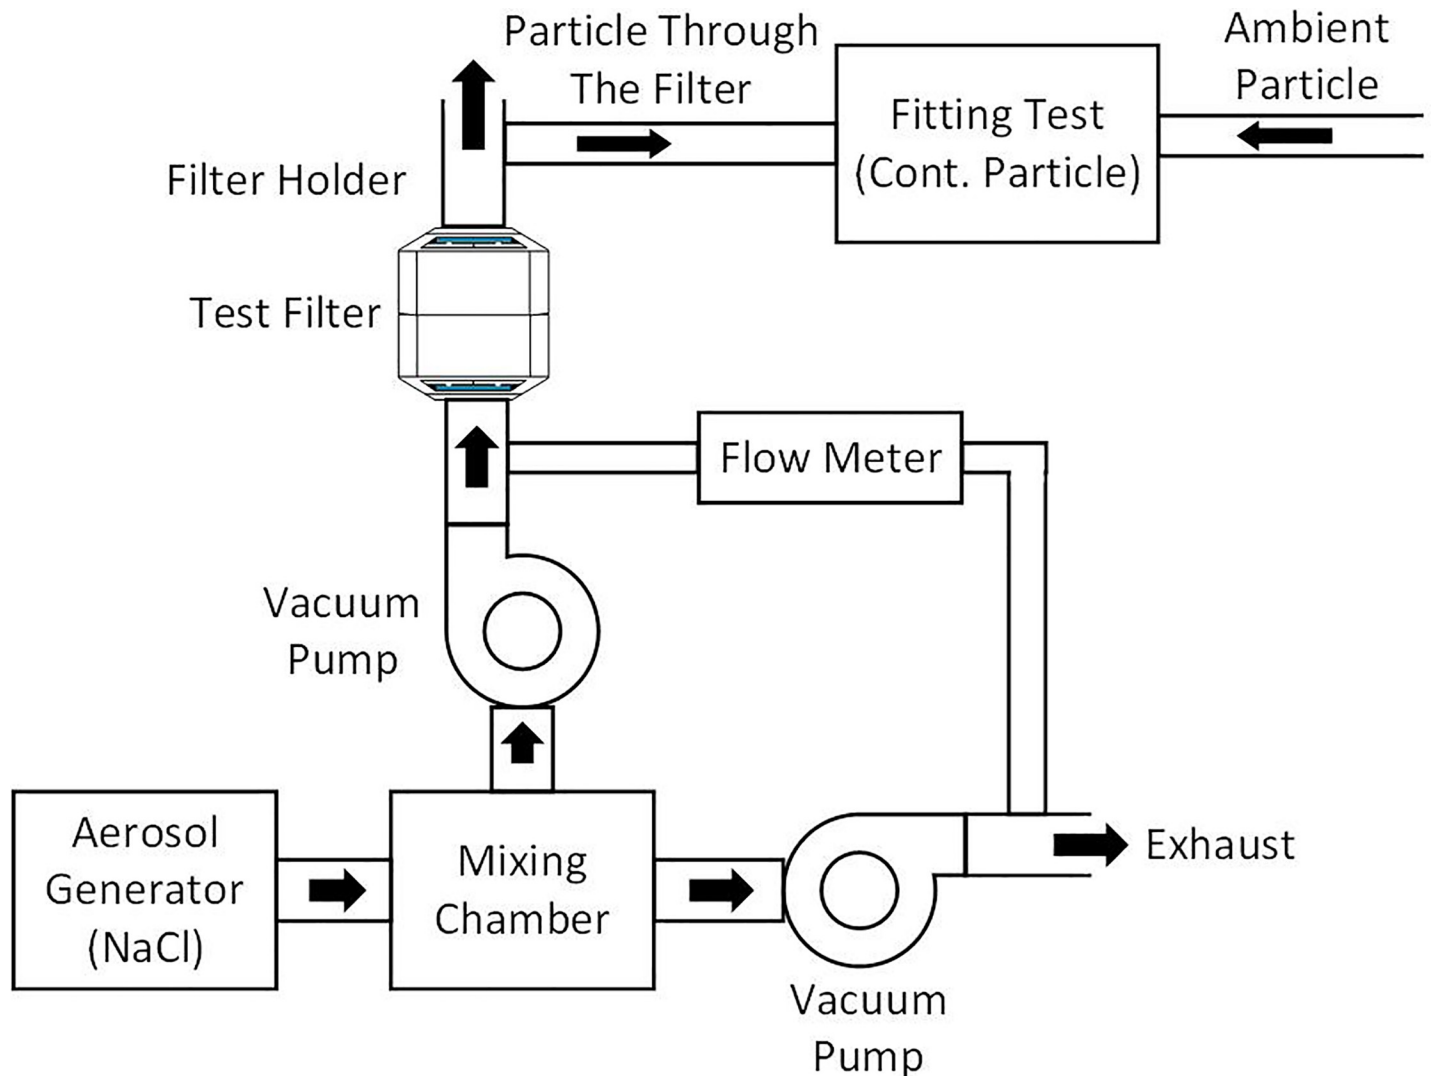 Particle Through
The Filter
Ambient
Particle
Fitting Test
(Cont. Particle)
Filter Holder
Test Filter
Flow Meter
Vacuum
Pump
Aerosol
Generator
(NaCl)
Mixing
Chamber
Exhaust
Vacuum
Pump